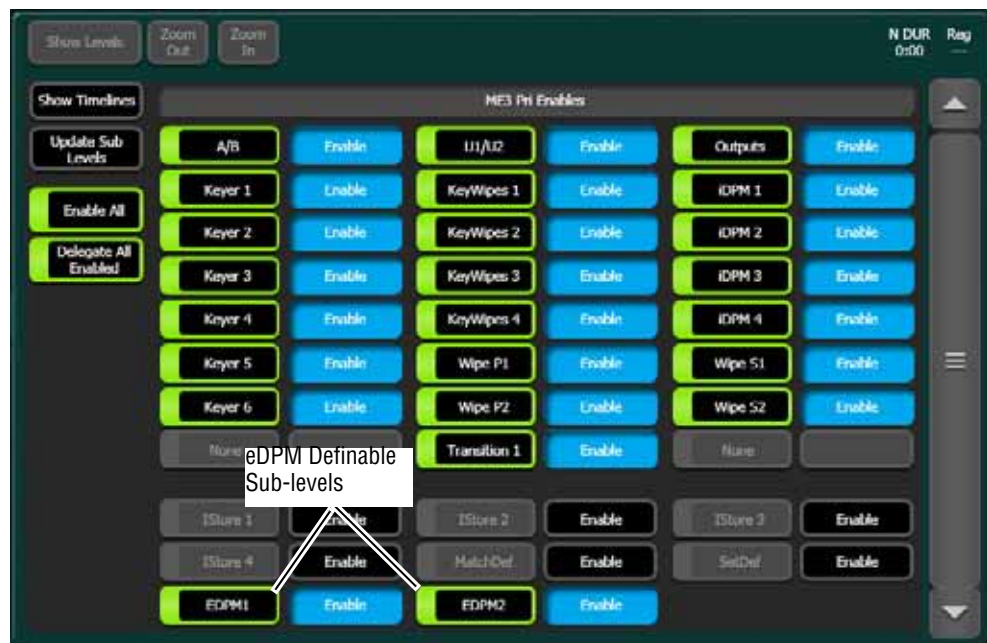 Show Levels
Zoom Out
Zoom In
N DUR
0:00
Reg
---
Show Timelines
ME3 Pri Enables
Update Sub Levels
A/B Enable U1/U2 Enable Outputs Enable
Enable All
Keyer 1 Enable KeyWipes 1 Enable iDPM 1 Enable
Delegate All Enabled
Keyer 2 Enable KeyWipes 2 Enable iDPM 2 Enable
Keyer 3 Enable KeyWipes 3 Enable iDPM 3 Enable
Keyer 4 Enable KeyWipes 4 Enable iDPM 4 Enable
Keyer 5 Enable Wipe P1 Enable Wipe S1 Enable
Keyer 6 Enable Wipe P2 Enable Wipe S2 Enable
None Transition 1 Enable None
eDPM Definable
Sub-levels
IStore 1 Enable IStore 2 Enable IStore 3 Enable
IStore 4 Enable MatchDef Enable SelDef Enable
EDPM1 Enable EDPM2 Enable